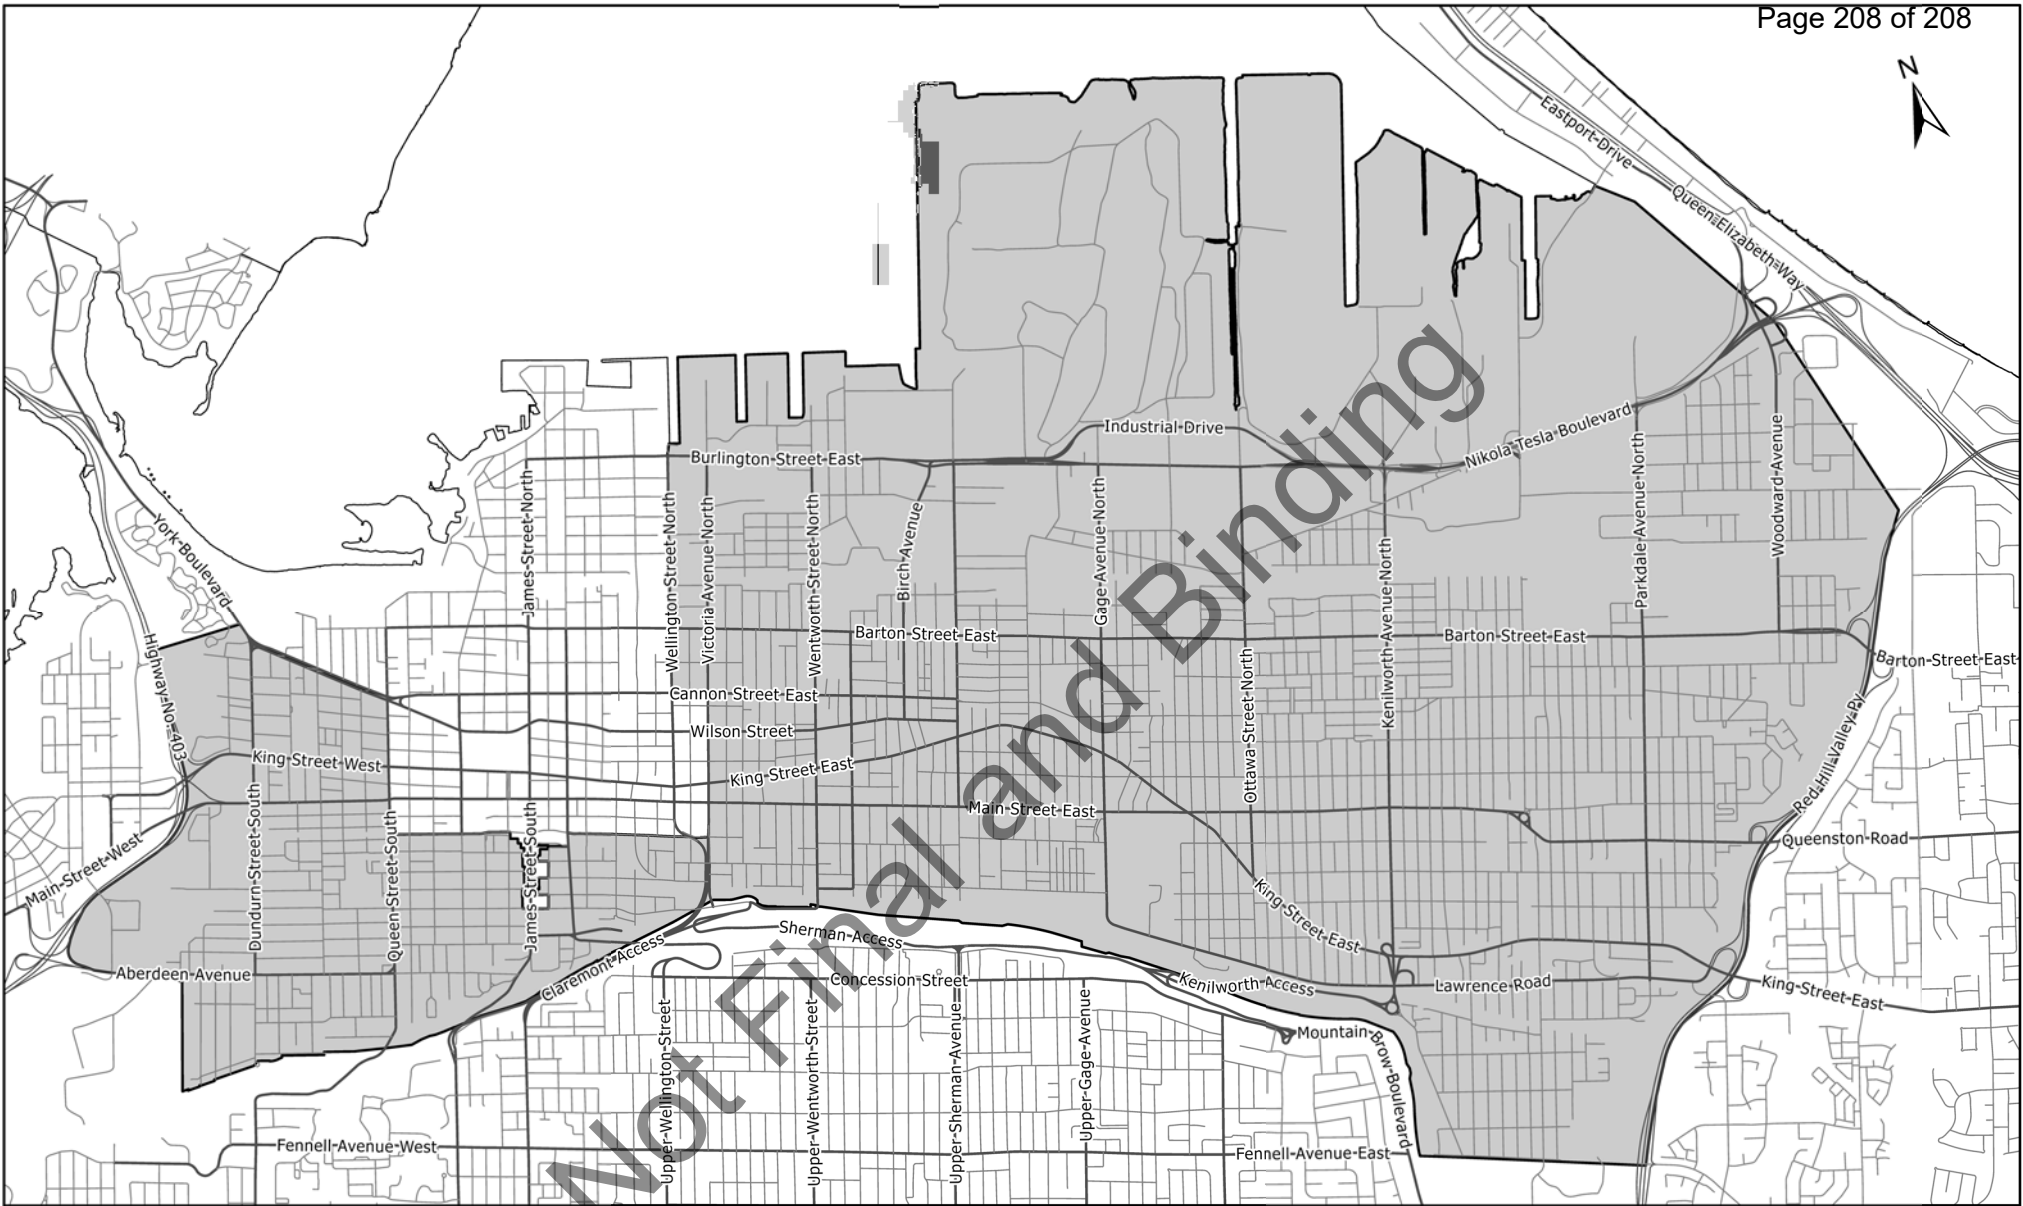 Page 208 of 208
N
Eastport Drive
Queen Elizabeth Way
Industrial Drive
Nikola Tesla Boulevard
Burlington Street East
James Street North
Wellington Street North
Victoria Avenue North
Wentworth Street North
Birch Avenue
Gage Avenue North
Kenilworth Avenue North
Parkdale Avenue North
Woodward Avenue
York Boulevard
Highway No. 403
Barton Street East
Barton Street East
Barton Street East
Cannon Street East
Wilson Street
Ottawa Street North
King Street West
King Street East
Main Street East
Red Hill Valley Py
Queenston Road
Main Street West
Dundurn Street South
Queen Street South
James Street South
King Street East
Aberdeen Avenue
Claremont Access
Sherman Access
Concession Street
Kenilworth Access
Lawrence Road
King Street East
Mountain Brow Boulevard
Upper Wellington Street
Upper Wentworth Street
Upper Sherman Avenue
Upper Gage Avenue
Fennell Avenue West
Fennell Avenue East
Not Final and Binding